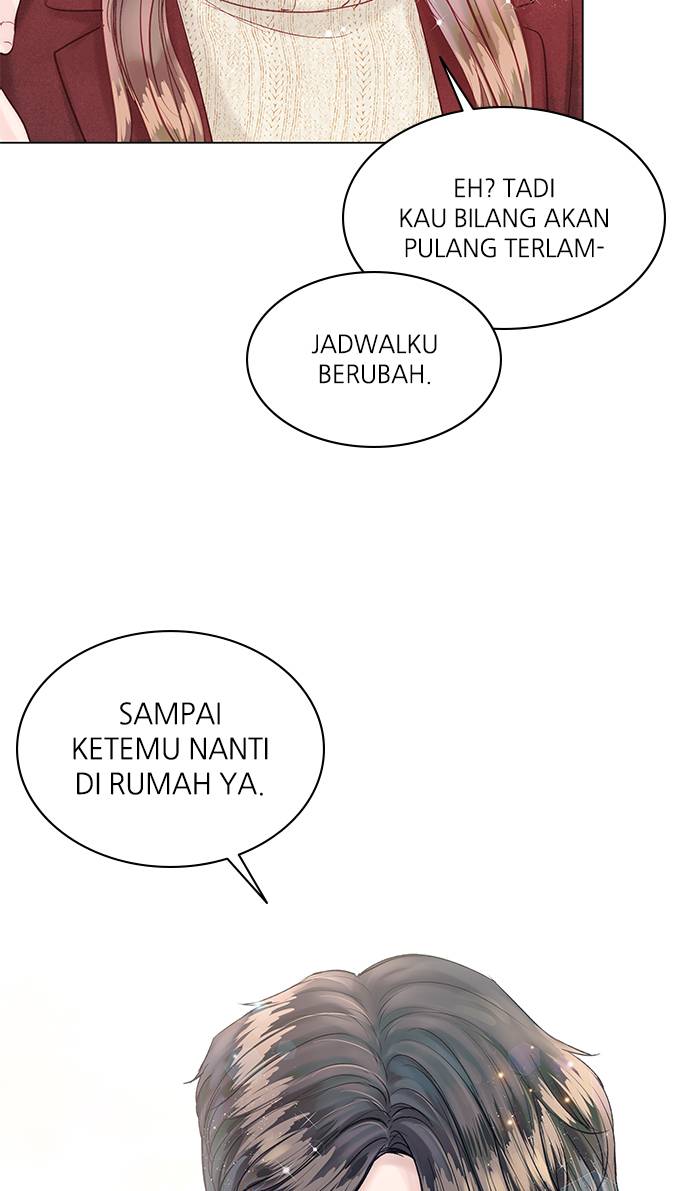 EH? TADI
KAU BILANG AKAN
PULANG TERLAM-
JADWALKU
BERUBAH.
SAMPAI
KETEMU NANTI
DI RUMAH YA.